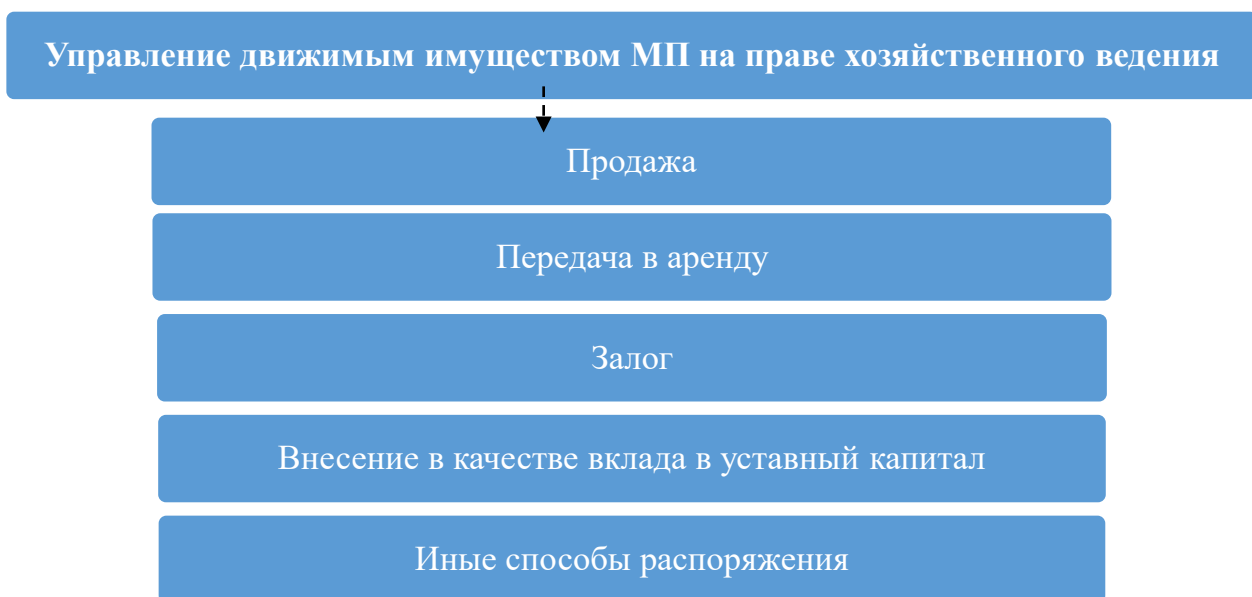 Управление движимым имуществом МП на праве хозяйственного ведения
Продажа
Передача в аренду
Залог
Внесение в качестве вклада в уставный капитал
Иные способы распоряжения